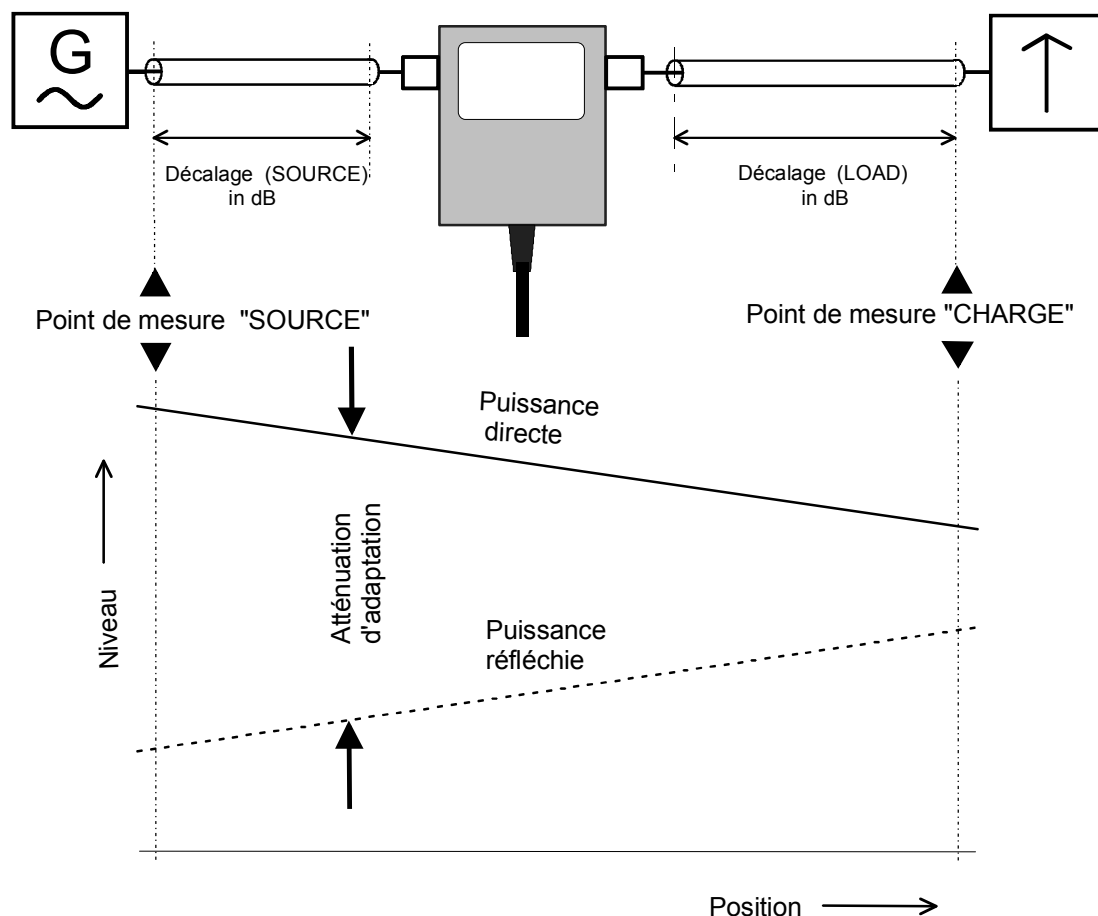 G
Décalage (SOURCE)
in dB
Décalage (LOAD)
in dB
Point de mesure "SOURCE"
Point de mesure "CHARGE"
Puissance
directe
Niveau
Atténuation
d'adaptation
Puissance
réfléchie
Position